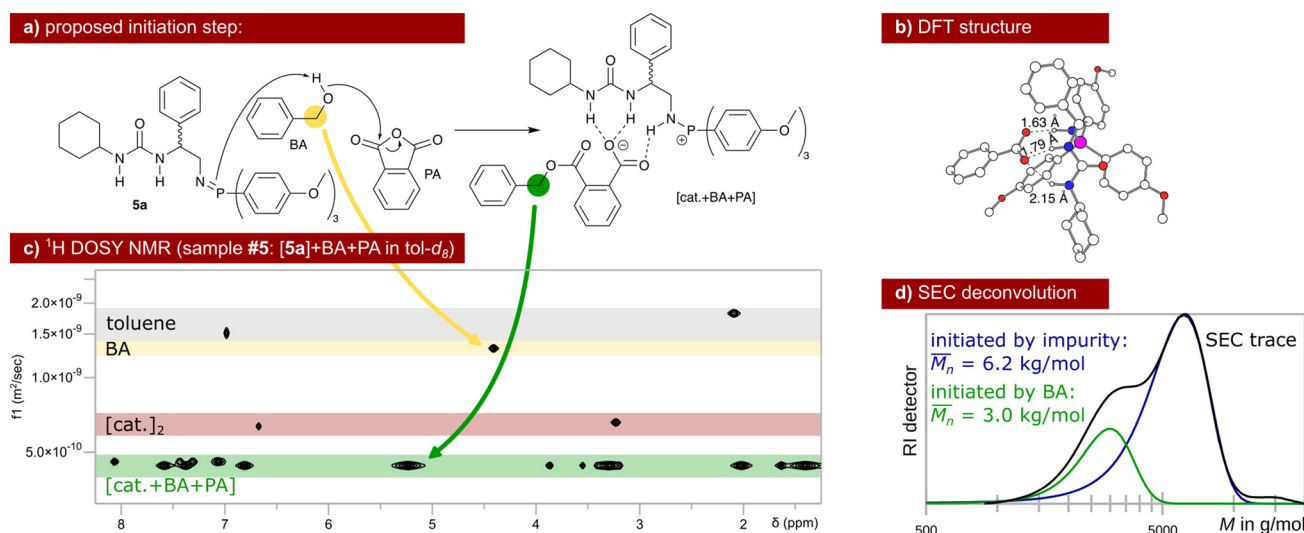 a) proposed initiation step:
H
O
BA
O O O
PA
O
N N
H H
N
P
O
3
5a
O
N N
H H
N
H P
⊕
O
3
O O
O ⊖
O
O
[cat.+BA+PA]
b) DFT structure
1.63 Å
1.79 Å
2.15 Å
c) ¹H DOSY NMR (sample #5: [5a]+BA+PA in tol-d₈)
f1 (m²/sec)
2.0×10⁻⁹
1.5×10⁻⁹
1.0×10⁻⁹
5.0×10⁻¹⁰
toluene
BA
[cat.]₂
[cat.+BA+PA]
8 7 6 5 4 3 2 δ (ppm)
d) SEC deconvolution
initiated by impurity:
M̅ₙ = 6.2 kg/mol
initiated by BA:
M̅ₙ = 3.0 kg/mol
SEC trace
RI detector
500 5000 M in g/mol